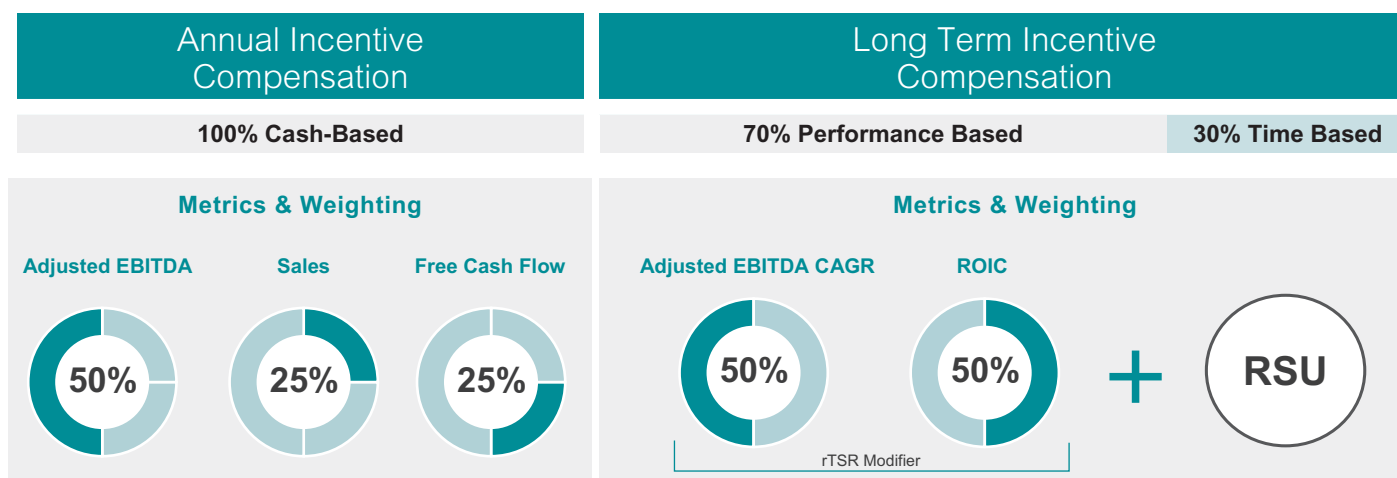 Annual Incentive
Compensation
100% Cash-Based
Metrics & Weighting
Adjusted EBITDA
Sales
Free Cash Flow
50%
25%
25%
Long Term Incentive
Compensation
70% Performance Based
30% Time Based
Metrics & Weighting
Adjusted EBITDA CAGR
ROIC
50%
50%
+
RSU
rTSR Modifier